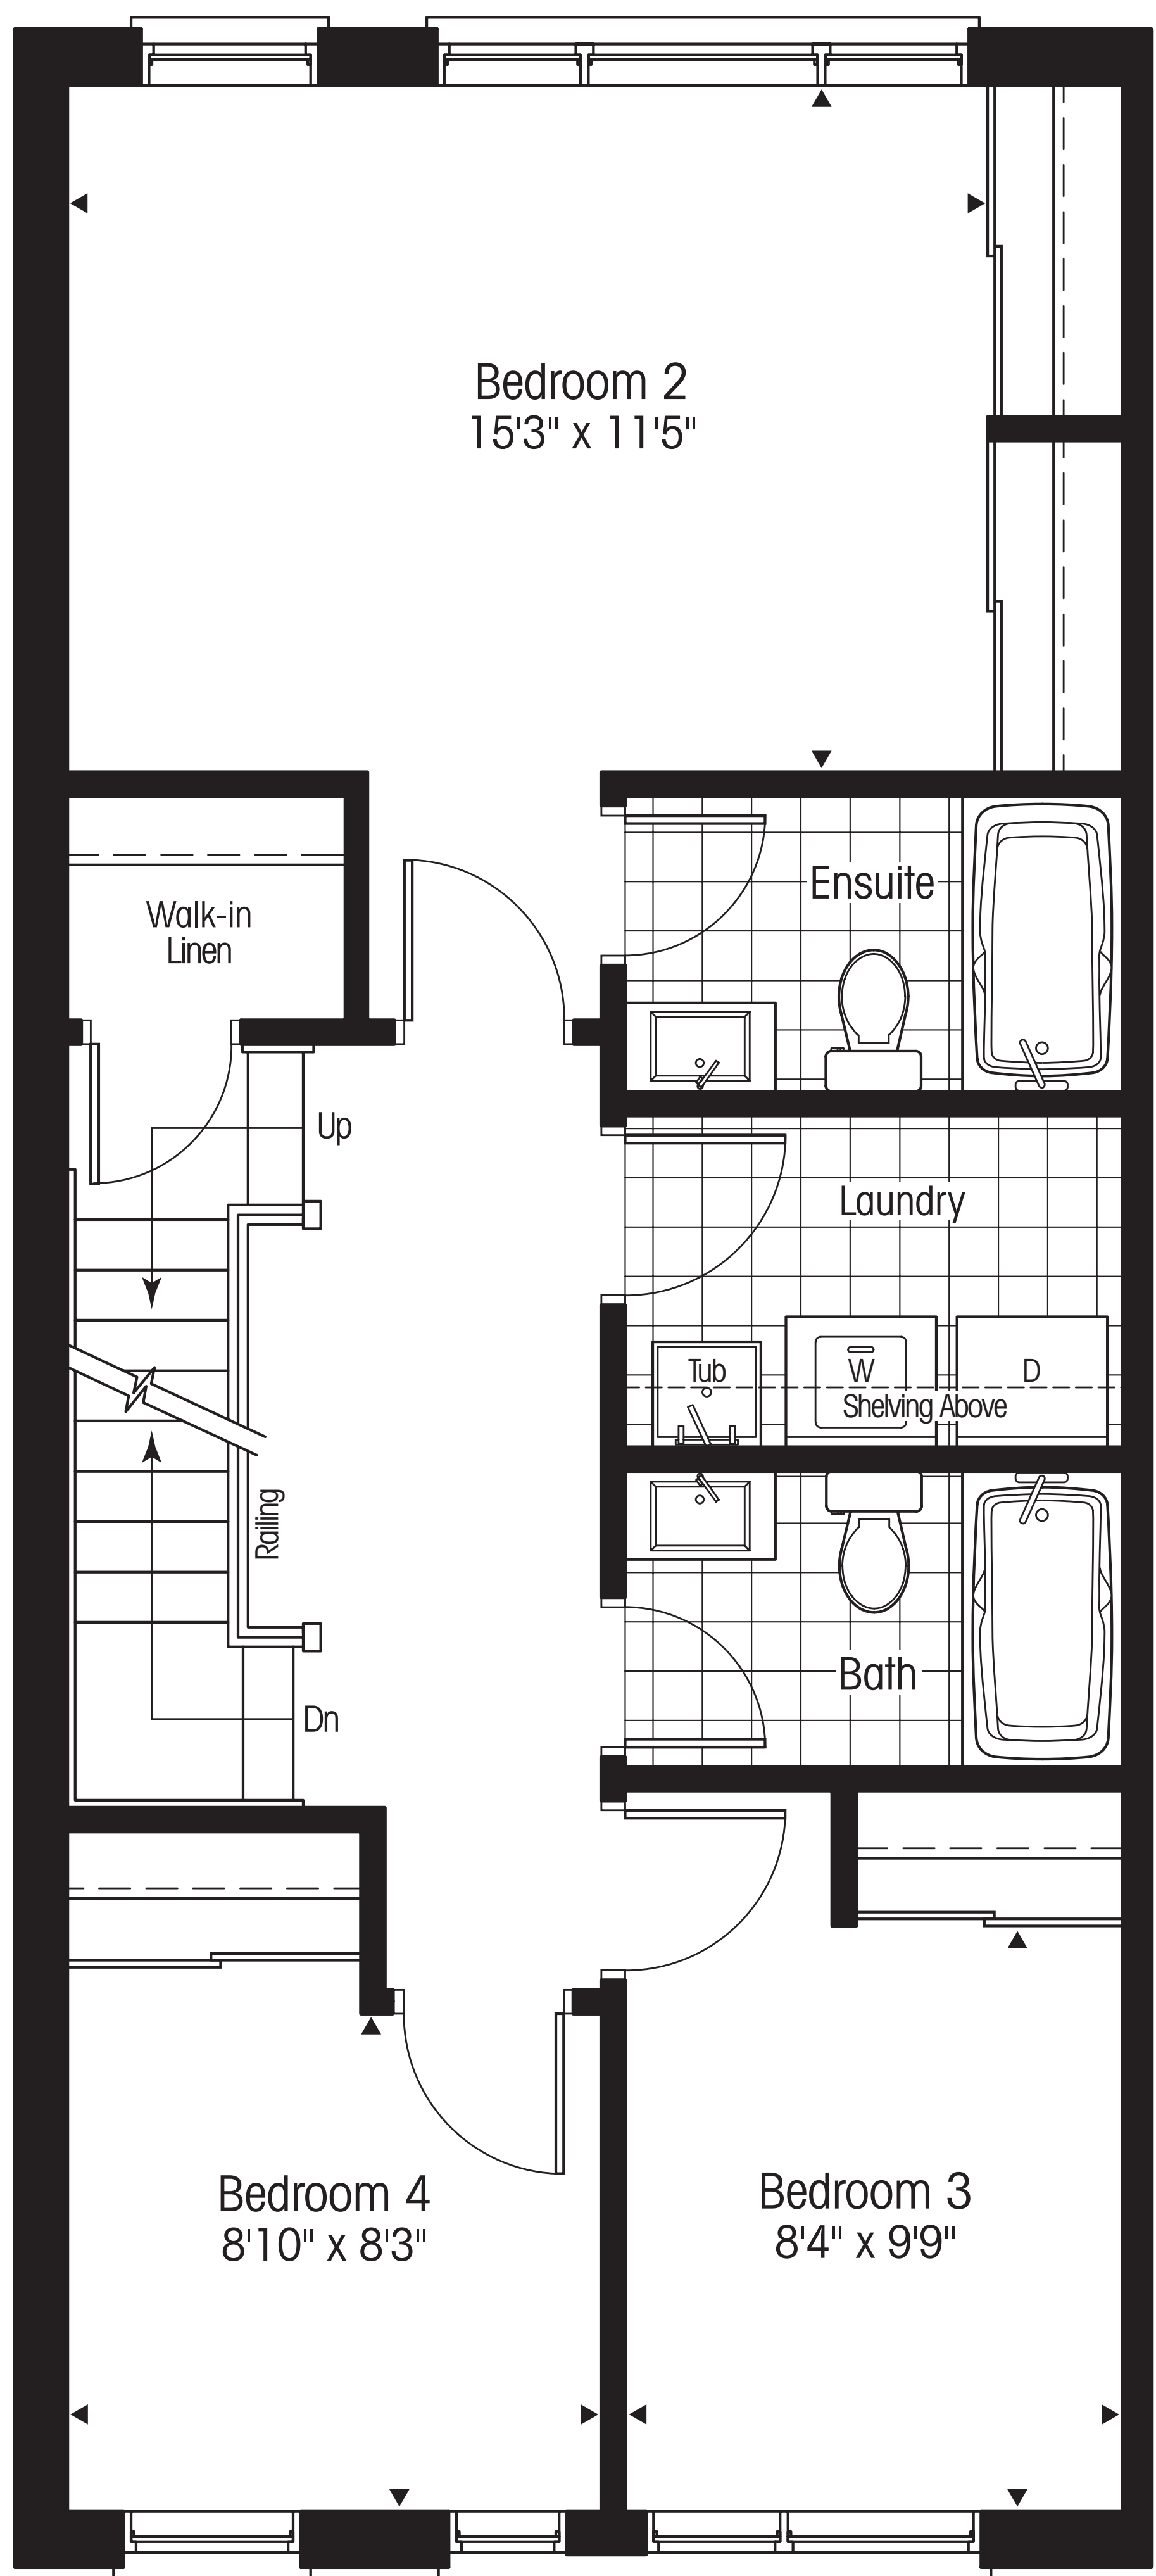 Bedroom 2
15'3" x 11'5"
Ensuite
Walk-in
Linen
Up
Laundry
Tub
W
D
Shelving Above
Railing
Bath
Dn
Bedroom 4
8'10" x 8'3"
Bedroom 3
8'4" x 9'9"